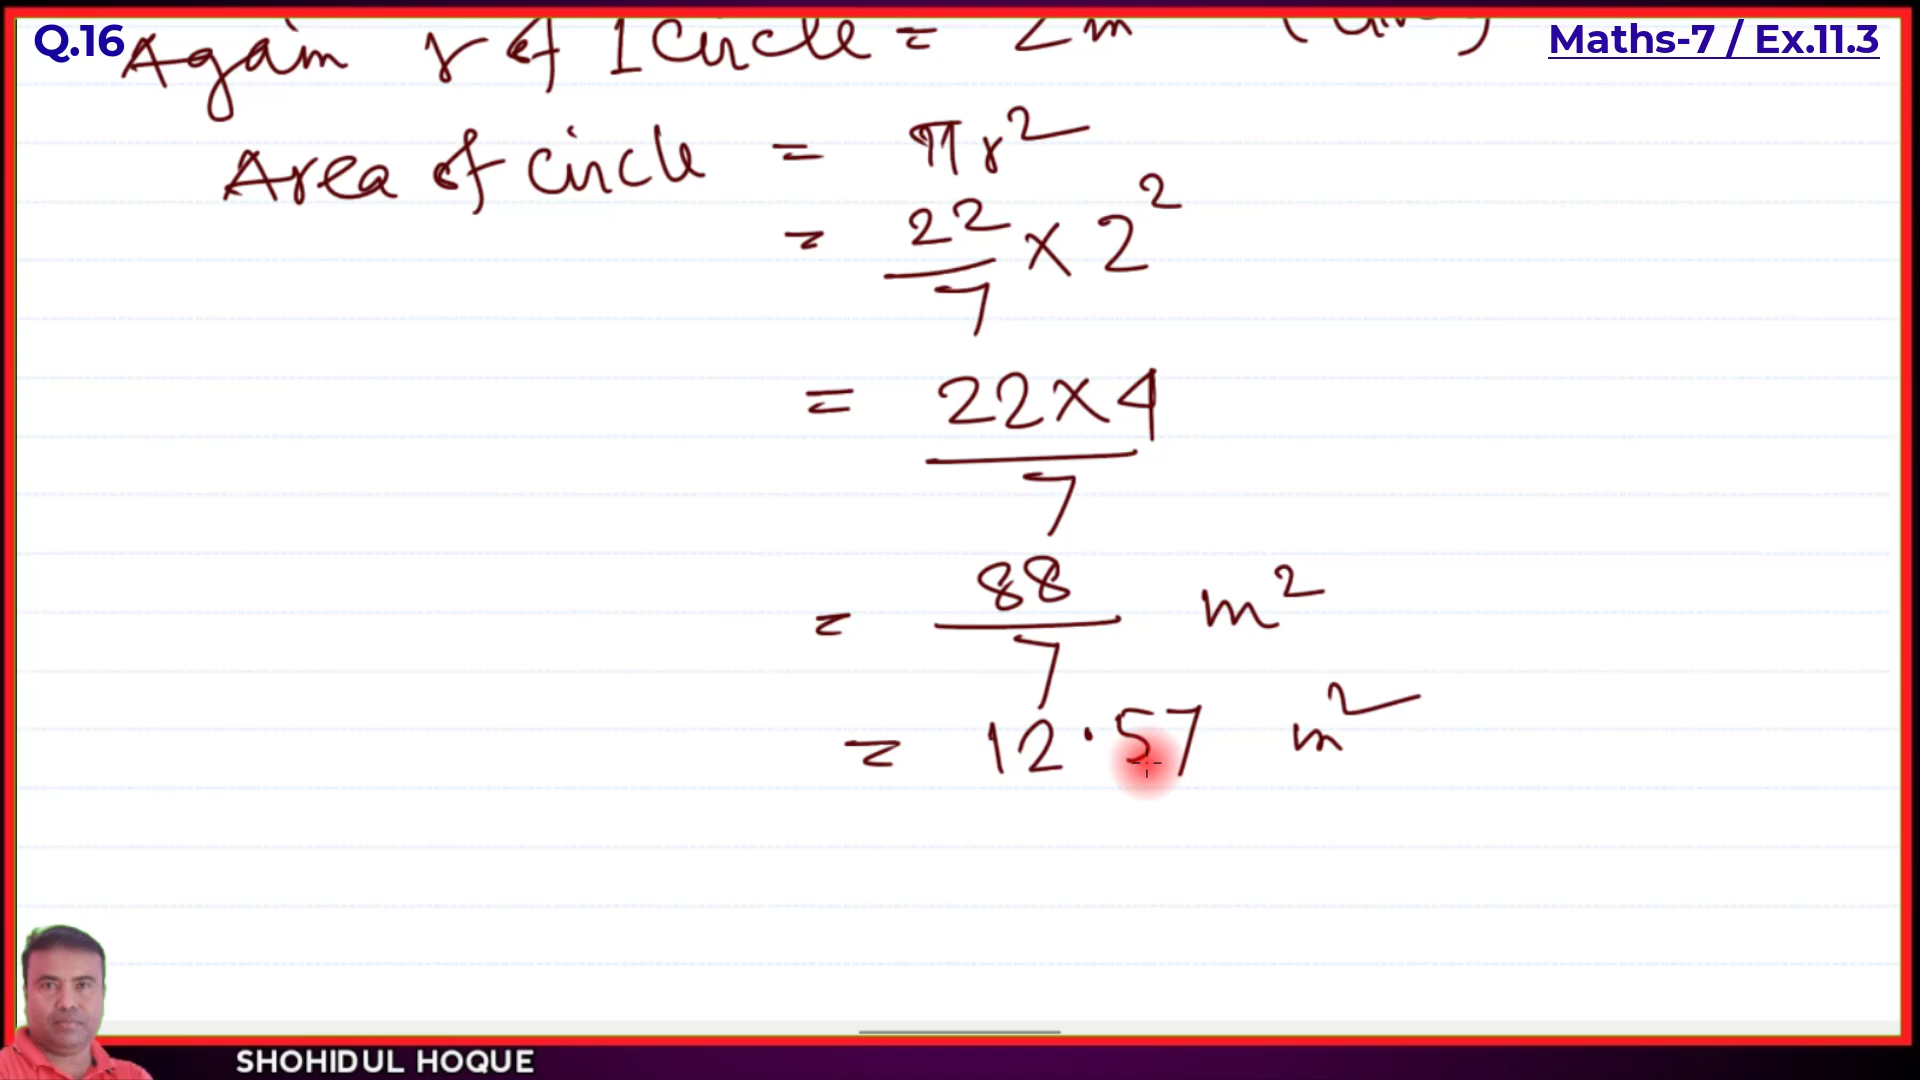 Q.16
Maths-7 / Ex.11.3
Again r of 1 Circle = 2m
Area of Circle = πr²
= 22/7 × 2²
= 22×4/7
= 88/7 m²
= 12.57 m²
SHOHIDUL HOQUE